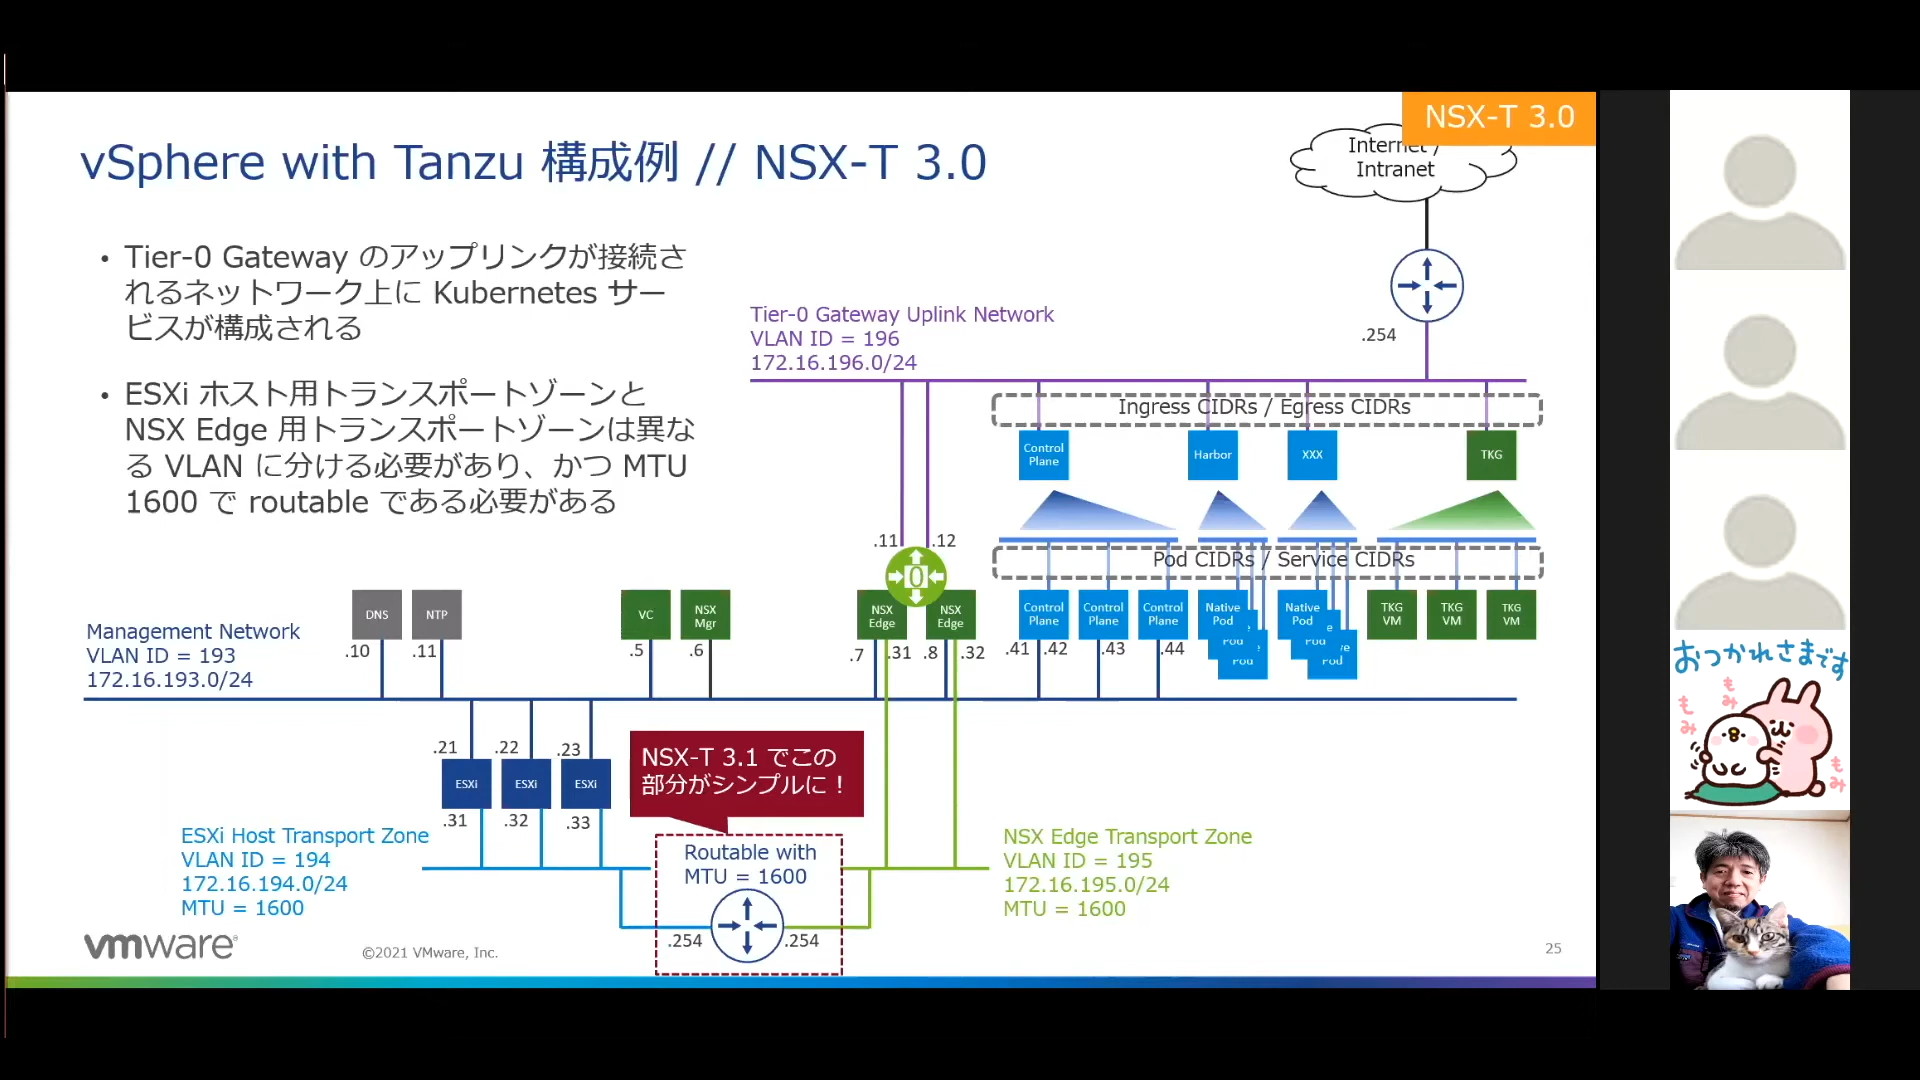 NSX-T 3.0
vSphere with Tanzu 構成例 // NSX-T 3.0
Internet /
Intranet
• Tier-0 Gateway のアップリンクが接続さ
れるネットワーク上に Kubernetes サー
ビスが構成される
• ESXi ホスト用トランスポートゾーンと
NSX Edge 用トランスポートゾーンは異な
る VLAN に分ける必要があり、かつ MTU
1600 で routable である必要がある
Tier-0 Gateway Uplink Network
VLAN ID = 196
172.16.196.0/24
.254
Ingress CIDRs / Egress CIDRs
Control
Plane
Harbor
XXX
TKG
.11
.12
0
Pod CIDRs / Service CIDRs
DNS
NTP
VC
NSX
Mgr
NSX
Edge
NSX
Edge
Control
Plane
Control
Plane
Control
Plane
Native
Pod
e
Pod
e
Pod
Native
Pod
e
Pod
ve
Pod
TKG
VM
TKG
VM
TKG
VM
Management Network
VLAN ID = 193
172.16.193.0/24
.10
.11
.5
.6
.7
.31
.8
.32
.41
.42
.43
.44
.21
.22
.23
ESXi
ESXi
ESXi
.31
.32
.33
NSX-T 3.1 でこの
部分がシンプルに！
ESXi Host Transport Zone
VLAN ID = 194
172.16.194.0/24
MTU = 1600
Routable with
MTU = 1600
.254
.254
NSX Edge Transport Zone
VLAN ID = 195
172.16.195.0/24
MTU = 1600
vmware
©2021 VMware, Inc.
25
おつかれさまです
もみ
もみ
もみ